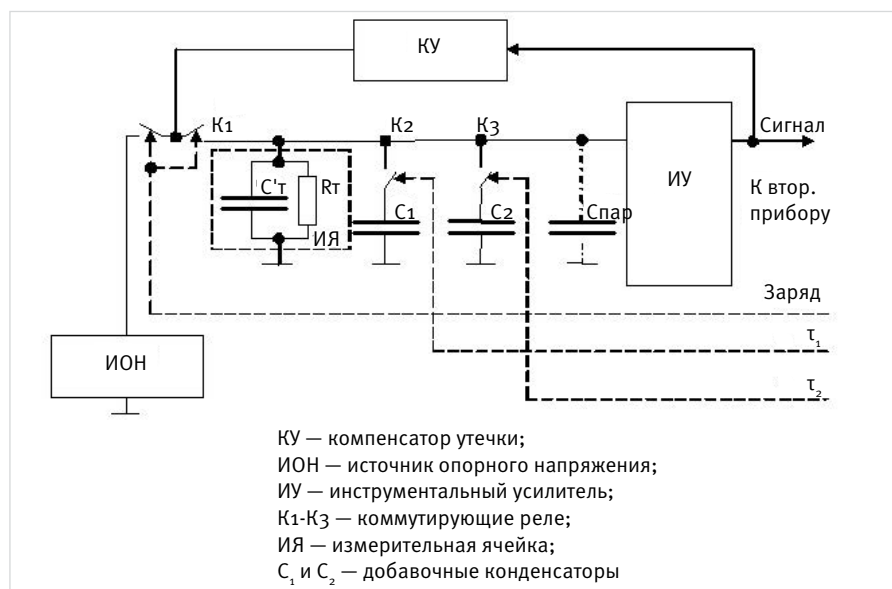 КУ
К1
К2
К3
Сигнал
ИУ
С'т
Rт
К втор.
прибору
С1
С2
Спар
ИЯ
Заряд
ИОН
τ₁
τ₂
КУ — компенсатор утечки;
ИОН — источник опорного напряжения;
ИУ — инструментальный усилитель;
К1-К3 — коммутирующие реле;
ИЯ — измерительная ячейка;
С₁ и С₂ — добавочные конденсаторы